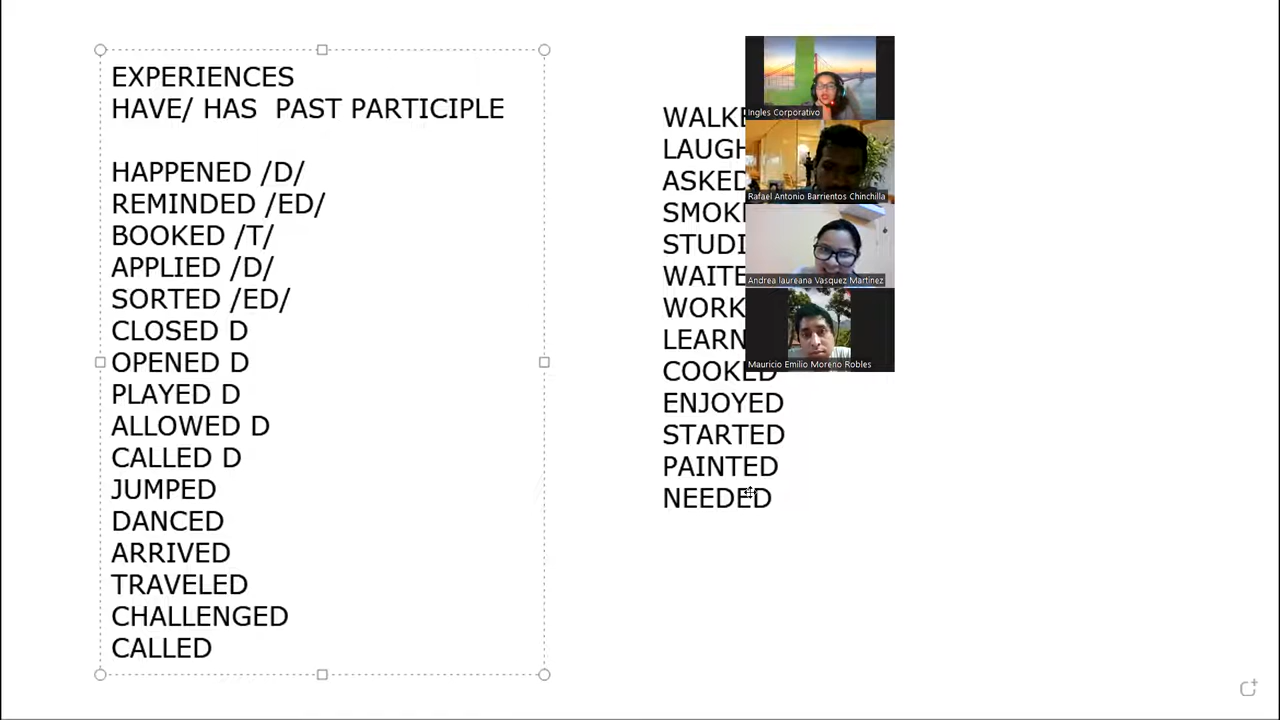 EXPERIENCES
HAVE/ HAS PAST PARTICIPLE
HAPPENED /D/
REMINDED /ED/
BOOKED /T/
APPLIED /D/
SORTED /ED/
CLOSED D
OPENED D
PLAYED D
ALLOWED D
CALLED D
JUMPED
DANCED
ARRIVED
TRAVELED
CHALLENGED
CALLED
ASKED
COOKED
ENJOYED
STARTED
PAINTED
NEEDED
Ingles Corporativo
Rafael Antonio Barrientos Chinchilla
Andrea laureana Vasquez Martinez
Mauricio Emilio Moreno Robles